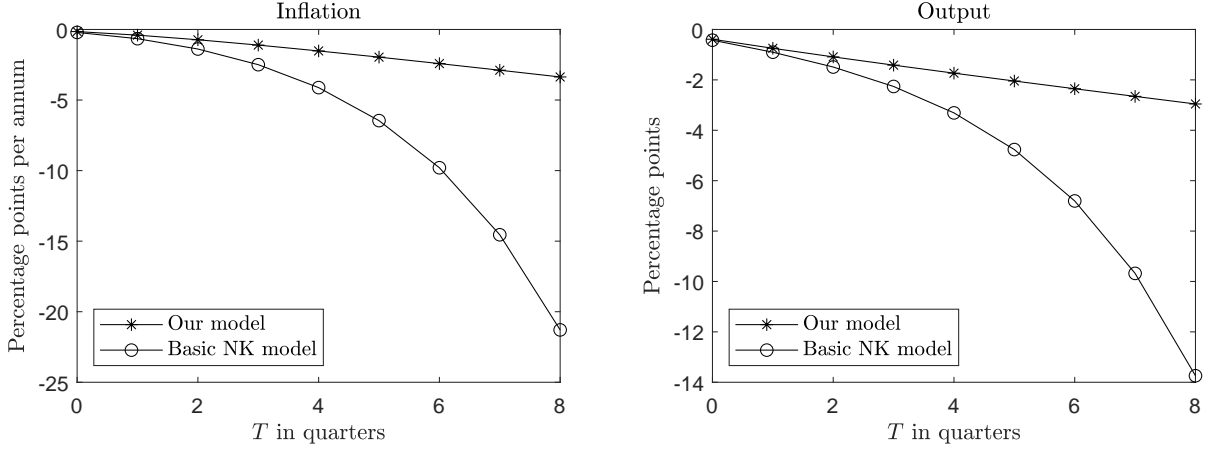 Inflation
0
-5
-10
-15
-20
-25
Percentage points per annum
0 2 4 6 8
T in quarters
Our model
Basic NK model
Output
0
-2
-4
-6
-8
-10
-12
-14
Percentage points
0 2 4 6 8
T in quarters
Our model
Basic NK model